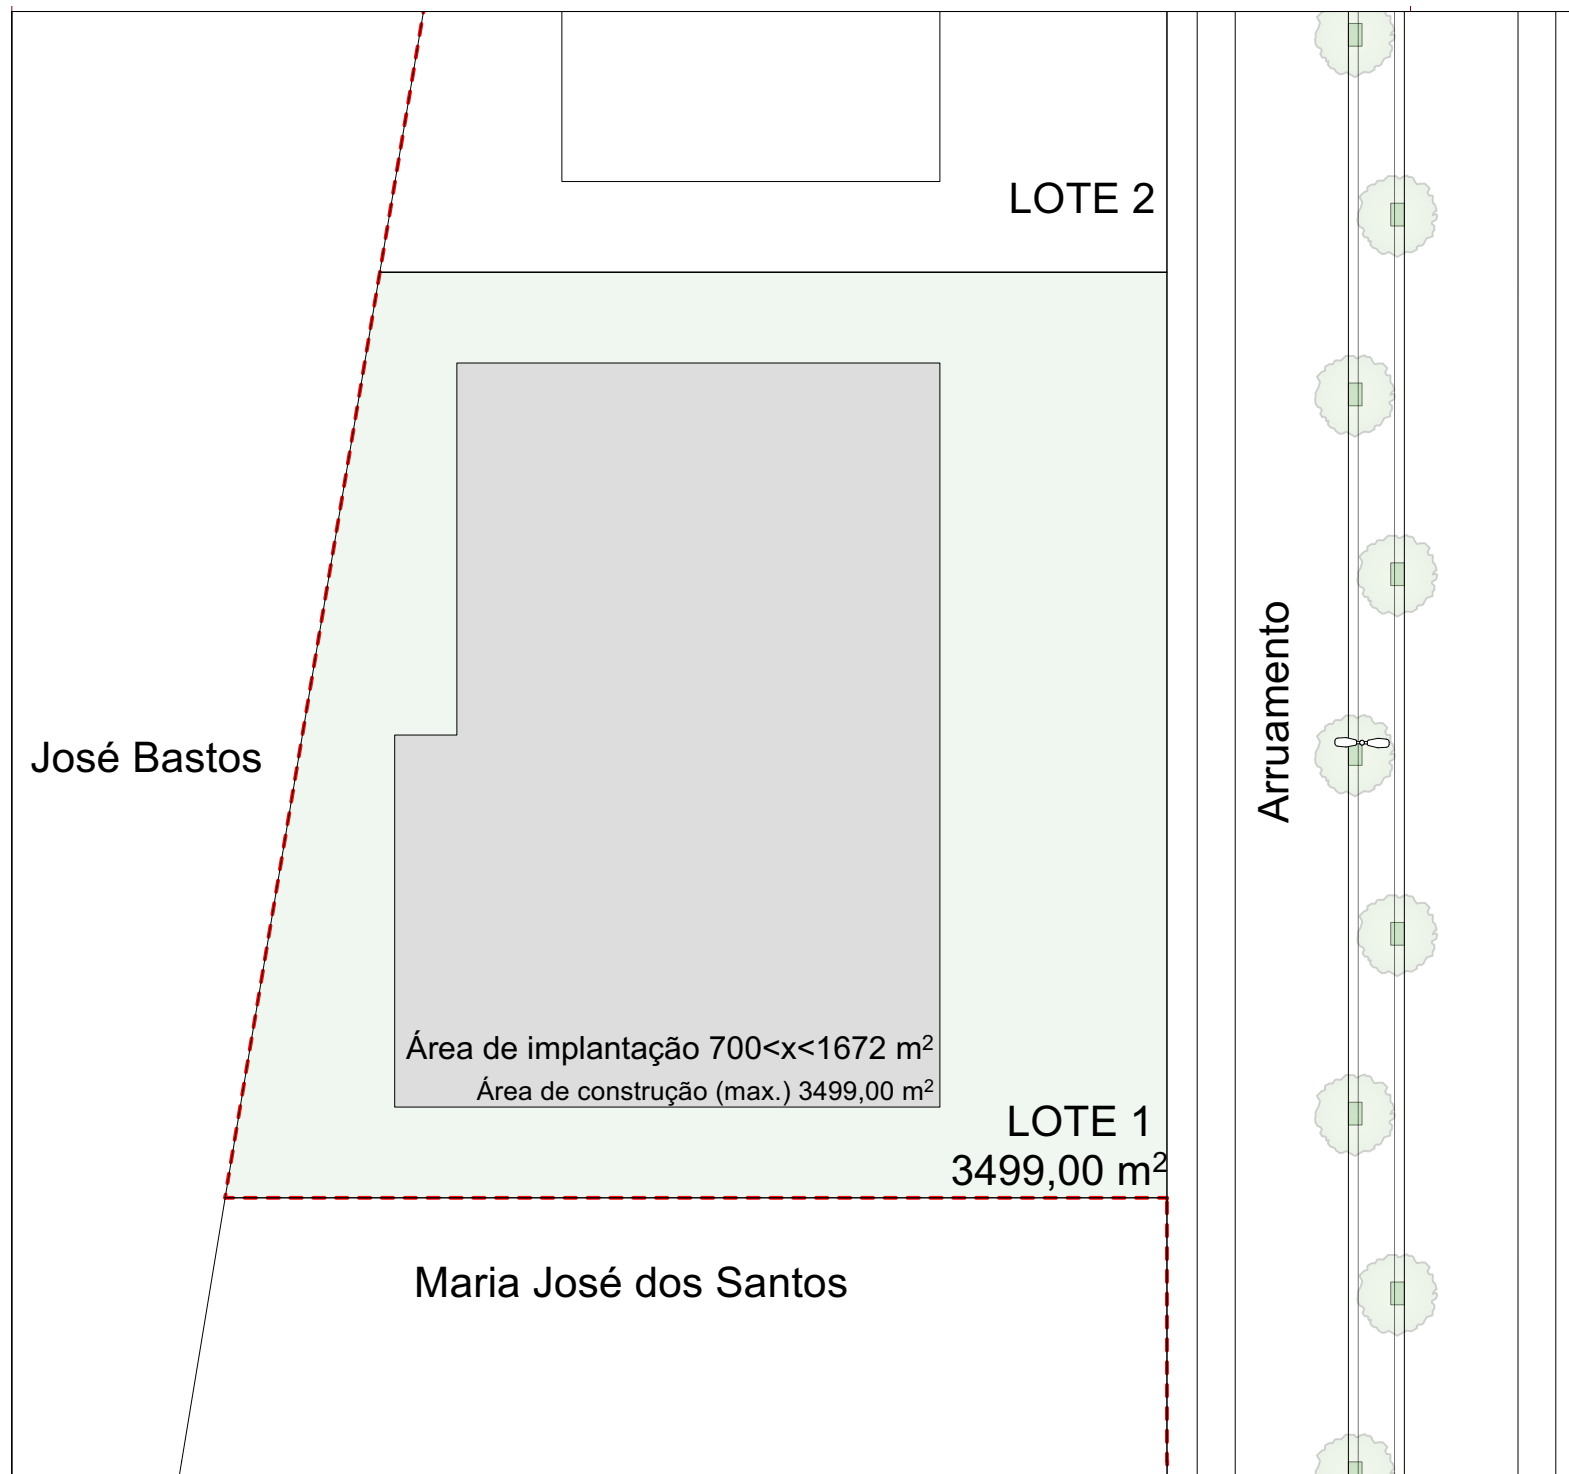 LOTE 2
José Bastos
Arruamento
Área de implantação 700<x<1672 m²
Área de construção (max.) 3499,00 m²
LOTE 1
3499,00 m²
Maria José dos Santos